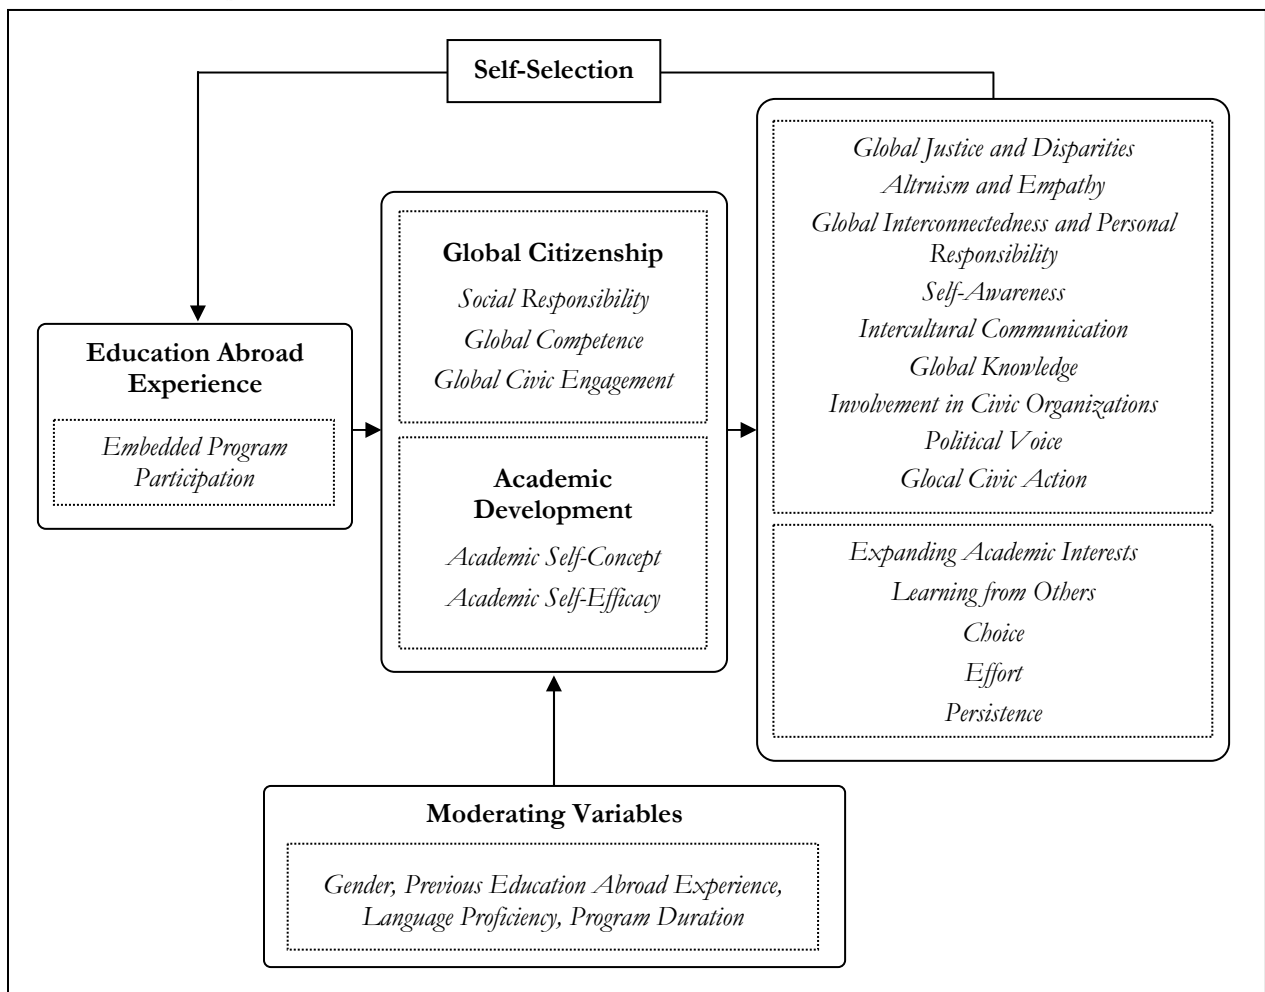 Self-Selection
Education Abroad
Experience
Embedded Program
Participation
Global Citizenship
Social Responsibility
Global Competence
Global Civic Engagement
Academic
Development
Academic Self-Concept
Academic Self-Efficacy
Global Justice and Disparities
Altruism and Empathy
Global Interconnectedness and Personal
Responsibility
Self-Awareness
Intercultural Communication
Global Knowledge
Involvement in Civic Organizations
Political Voice
Glocal Civic Action
Expanding Academic Interests
Learning from Others
Choice
Effort
Persistence
Moderating Variables
Gender, Previous Education Abroad Experience,
Language Proficiency, Program Duration